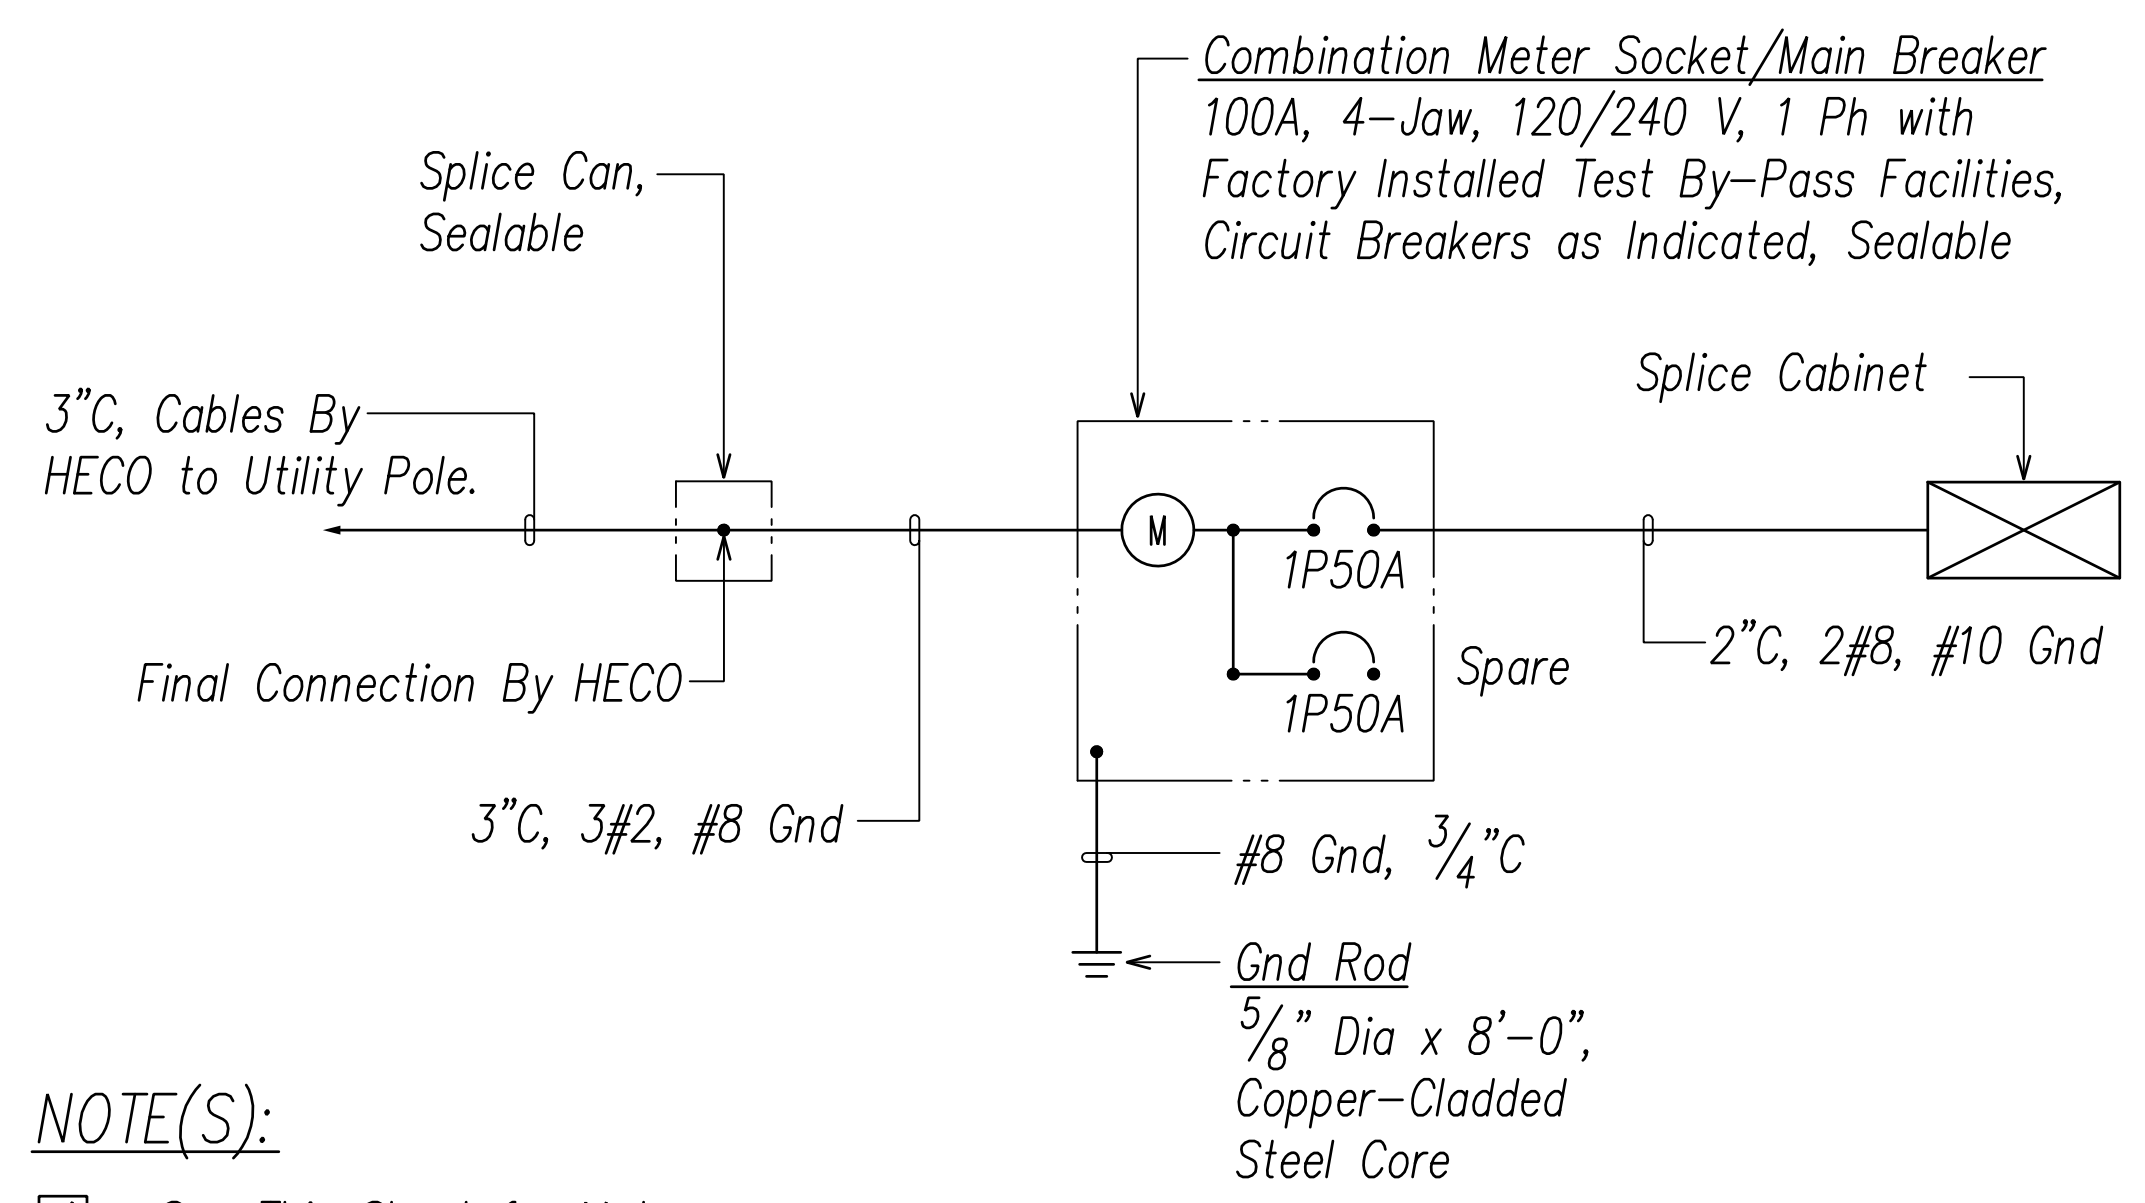 Combination Meter Socket/Main Breaker
100A, 4-Jaw, 120/240 V, 1 Ph with
Factory Installed Test By-Pass Facilities,
Circuit Breakers as Indicated, Sealable
Splice Can,
Sealable
Splice Cabinet
3"C, Cables By
HECO to Utility Pole.
M
1P50A
2"C, 2#8, #10 Gnd
Final Connection By HECO
Spare
1P50A
3"C, 3#2, #8 Gnd
#8 Gnd, 3/4"C
Gnd Rod
5/8" Dia x 8'-0",
Copper-Cladded
Steel Core
NOTE(S):